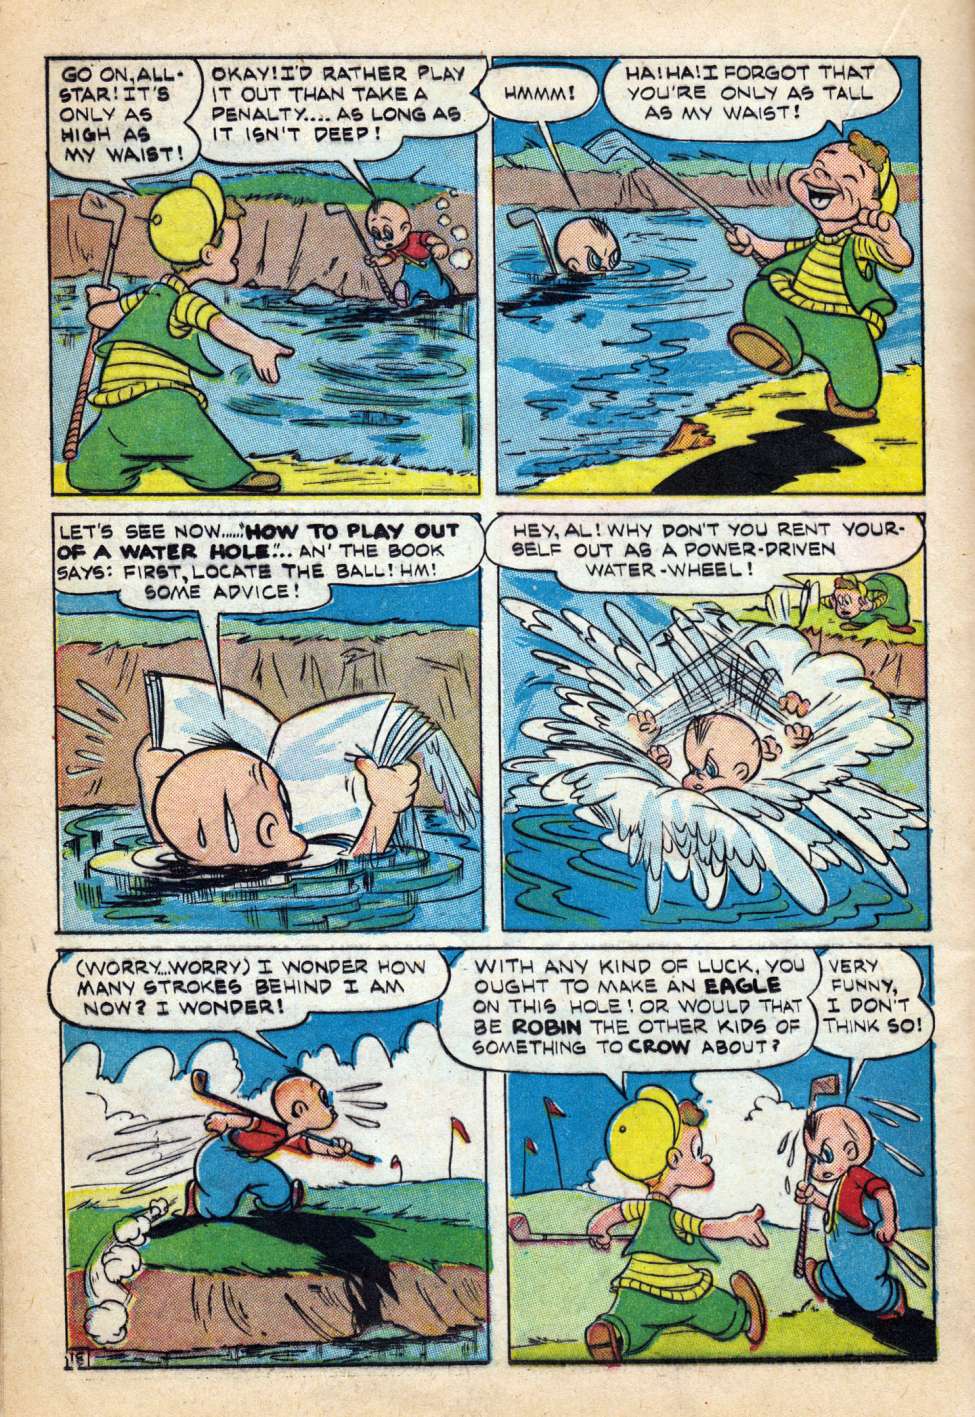 GO ON, ALL-
STAR! IT'S
ONLY AS
HIGH AS
MY WAIST!
OKAY! I'D RATHER PLAY
IT OUT THAN TAKE A
PENALTY.... AS LONG AS
IT ISN'T DEEP!
HMMM!
HA! HA! I FORGOT THAT
YOU'RE ONLY AS TALL
AS MY WAIST!
LET'S SEE NOW......"HOW TO PLAY OUT
OF A WATER HOLE"... AN' THE BOOK
SAYS: FIRST, LOCATE THE BALL! HM!
SOME ADVICE!
HEY, AL! WHY DON'T YOU RENT YOUR-
SELF OUT AS A POWER-DRIVEN
WATER-WHEEL!
(WORRY...WORRY) I WONDER HOW
MANY STROKES BEHIND I AM
NOW? I WONDER!
WITH ANY KIND OF LUCK, YOU
OUGHT TO MAKE AN EAGLE
ON THIS HOLE! OR WOULD THAT
BE ROBIN THE OTHER KIDS OF
SOMETHING TO CROW ABOUT?
VERY
FUNNY,
I DON'T
THINK SO!